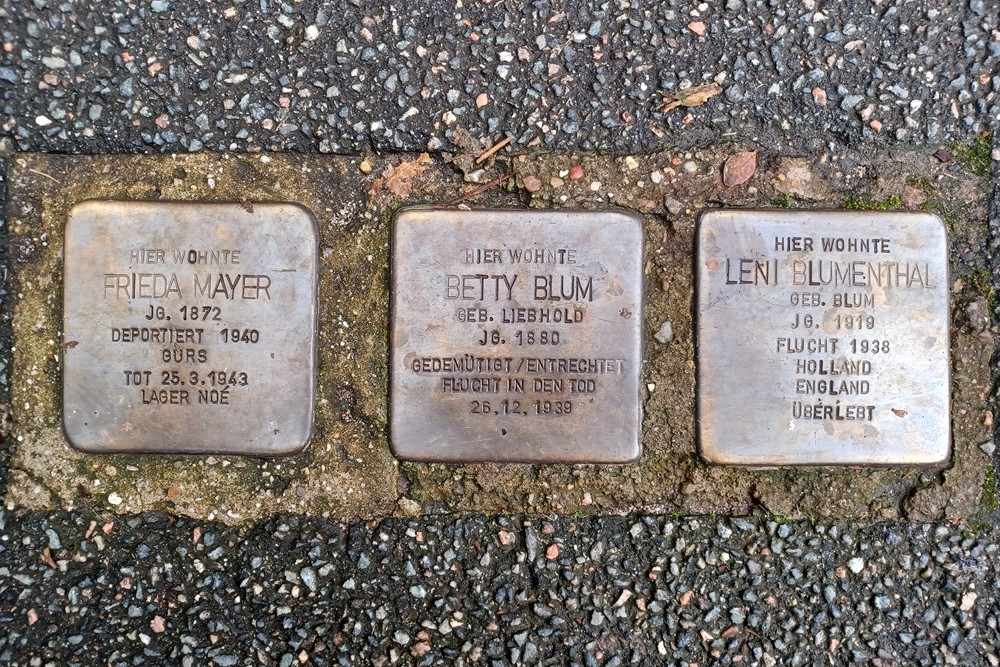 HIER WOHNTE
FRIEDA MAYER
JG. 1872
DEPORTIERT 1940
GURS
TOT 25.3.1943
LAGER NOÉ
HIER WOHNTE
BETTY BLUM
GEB. LIEBHOLD
JG. 1880
GEDEMÜTIGT/ENTRECHTET
FLUCHT IN DEN TOD
26.12.1939
HIER WOHNTE
LENI BLUMENTHAL
GEB. BLUM
JG. 1919
FLUCHT 1938
HOLLAND
ENGLAND
ÜBERLEBT